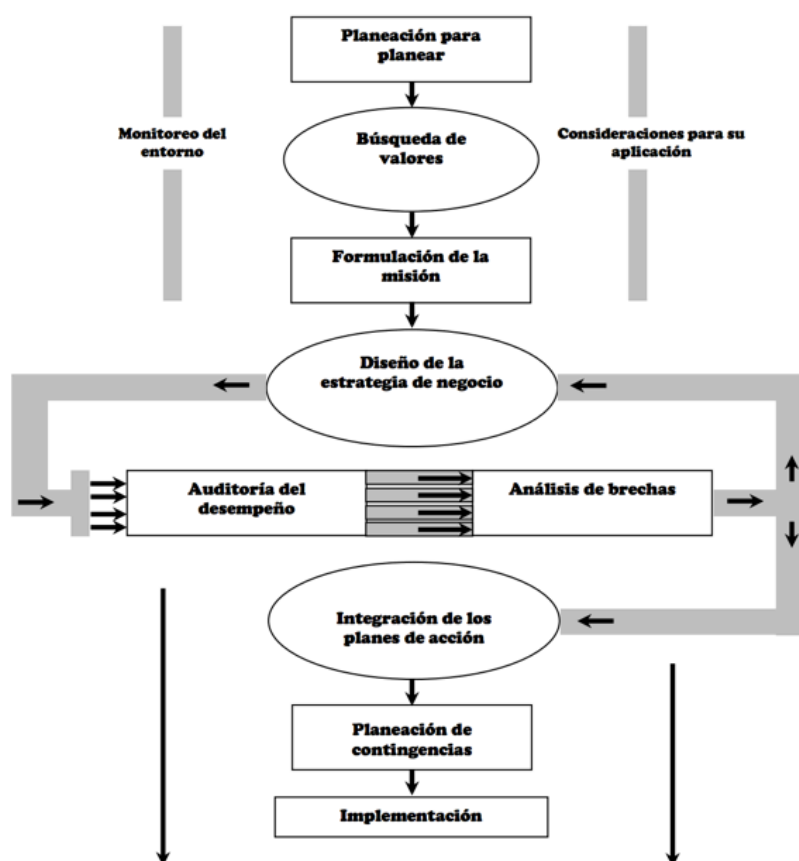 Planeación para
planear
Monitoreo del
entorno
Búsqueda de
valores
Consideraciones para su
aplicación
Formulación de la
misión
Diseño de la
estrategia de negocio
Auditoría del
desempeño
Análisis de brechas
Integración de los
planes de acción
Planeación de
contingencias
Implementación